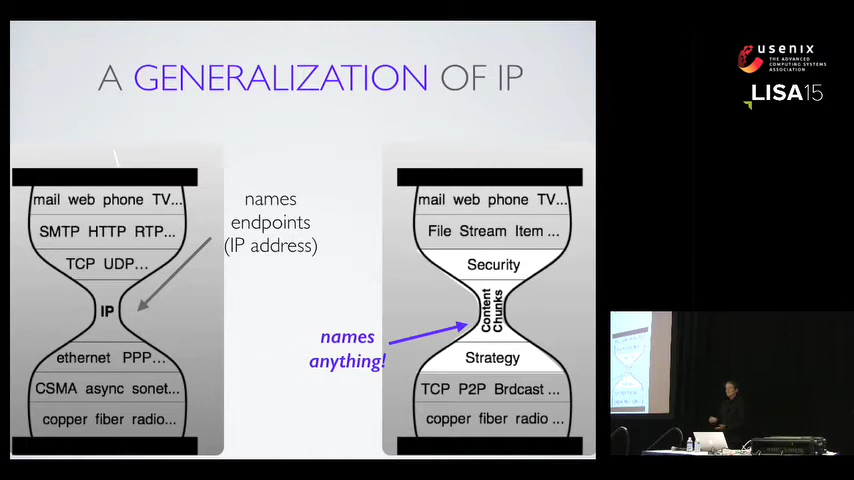 A GENERALIZATION OF IP
usenix
THE ADVANCED
COMPUTING SYSTEMS
ASSOCIATION
LISA15
mail web phone TV...
SMTP HTTP RTP...
TCP UDP...
IP
ethernet PPP...
CSMA async sonet...
copper fiber radio...
names
endpoints
(IP address)
names
anything!
mail web phone TV...
File Stream Item ...
Security
Content
Chunks
Strategy
TCP P2P Brdcast ...
copper fiber radio ...